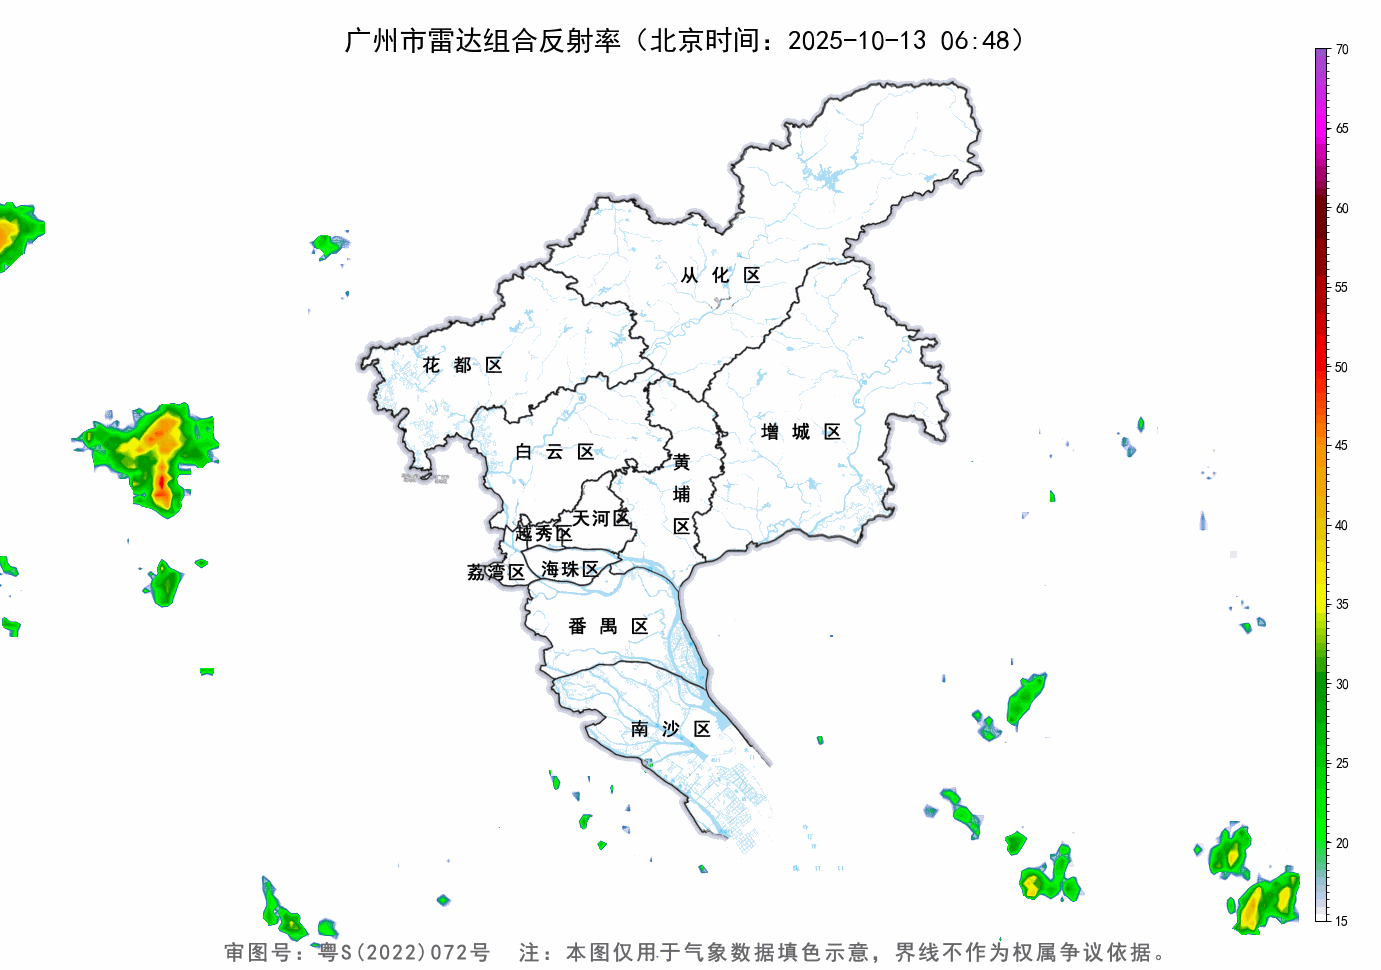 广州市雷达组合反射率（北京时间：2025-10-13 06:48）
70
65
60
55
50
45
40
35
30
25
20
15
从化区
花都区
增城区
白云区
黄埔区
天河区
越秀区
海珠区
荔湾区
番禺区
南沙区
审图号：粤S(2022)072号　注：本图仅用于气象数据填色示意，界线不作为权属争议依据。